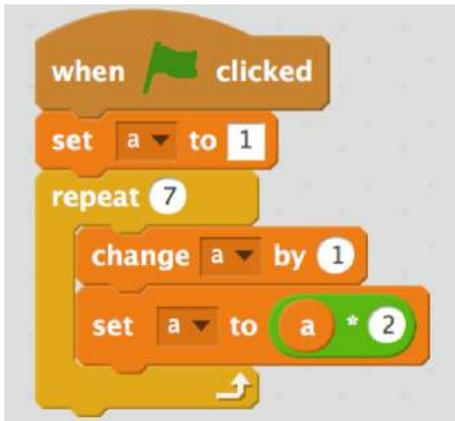 when clicked
set a to 1
repeat 7
change a by 1
set a to a * 2